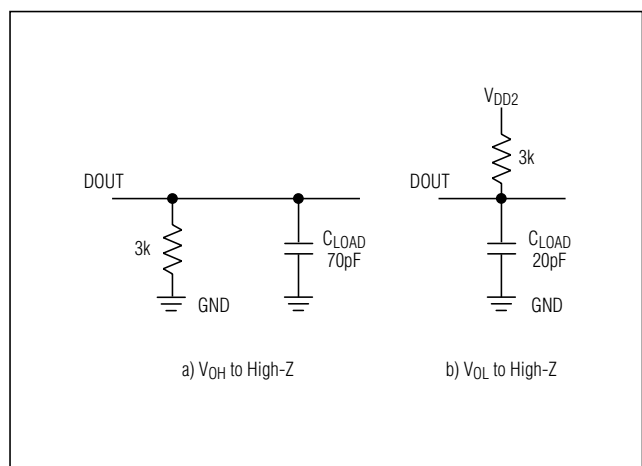 DOUT
3k
CLOAD
70pF
GND
a) VOH to High-Z
VDD2
3k
DOUT
CLOAD
20pF
GND
b) VOL to High-Z